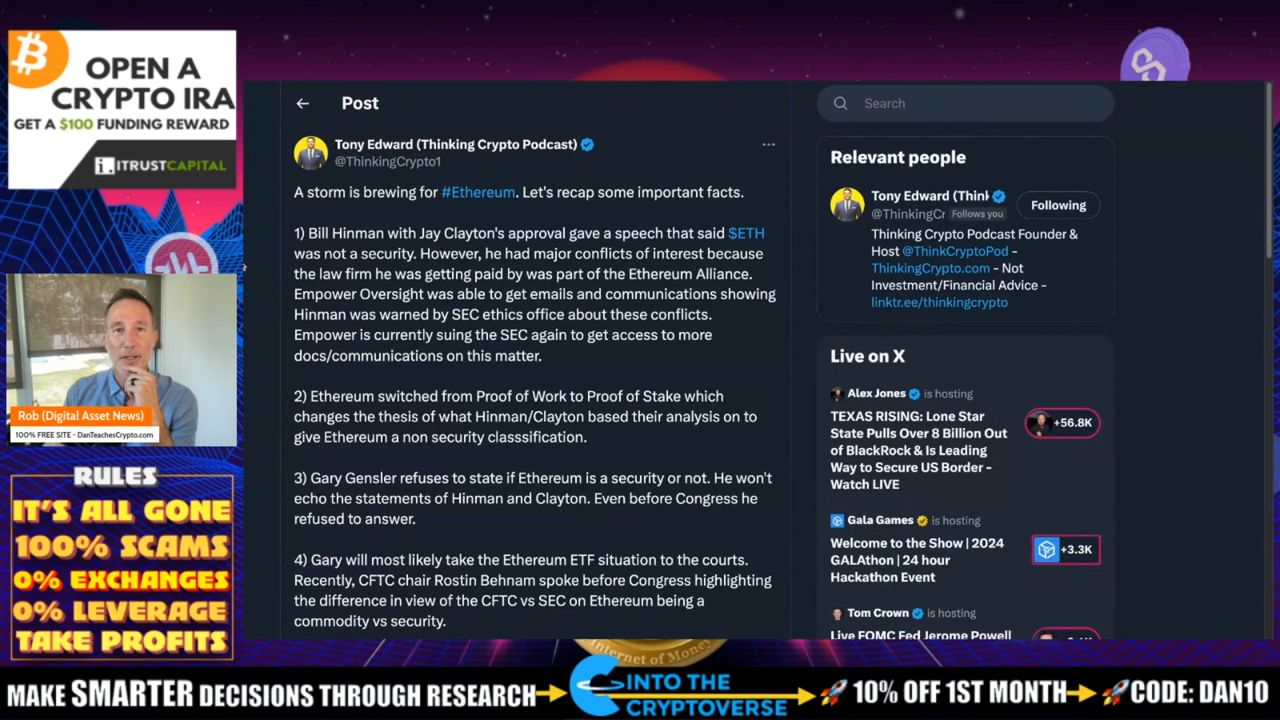 OPEN A
CRYPTO IRA
GET A $100 FUNDING REWARD
ITRUSTCAPITAL
Rob (Digital Asset News)
100% FREE SITE - DanTeachesCrypto.com
RULES
IT'S ALL GONE
100% SCAMS
0% EXCHANGES
0% LEVERAGE
TAKE PROFITS
Post
Tony Edward (Thinking Crypto Podcast)
@ThinkingCrypto1
A storm is brewing for #Ethereum. Let's recap some important facts.
1) Bill Hinman with Jay Clayton's approval gave a speech that said $ETH
was not a security. However, he had major conflicts of interest because
the law firm he was getting paid by was part of the Ethereum Alliance.
Empower Oversight was able to get emails and communications showing
Hinman was warned by SEC ethics office about these conflicts.
Empower is currently suing the SEC again to get access to more
docs/communications on this matter.
2) Ethereum switched from Proof of Work to Proof of Stake which
changes the thesis of what Hinman/Clayton based their analysis on to
give Ethereum a non security classsification.
3) Gary Gensler refuses to state if Ethereum is a security or not. He won't
echo the statements of Hinman and Clayton. Even before Congress he
refused to answer.
4) Gary will most likely take the Ethereum ETF situation to the courts.
Recently, CFTC chair Rostin Behnam spoke before Congress highlighting
the difference in view of the CFTC vs SEC on Ethereum being a
commodity vs security.
Search
Relevant people
Tony Edward (Think
@ThinkingCr Follows you
Following
Thinking Crypto Podcast Founder &
Host @ThinkCryptoPod -
ThinkingCrypto.com - Not
Investment/Financial Advice -
linktr.ee/thinkingcrypto
Live on X
Alex Jones is hosting
TEXAS RISING: Lone Star
State Pulls Over 8 Billion Out
of BlackRock & Is Leading
Way to Secure US Border -
Watch LIVE
+56.8K
Gala Games is hosting
Welcome to the Show | 2024
GALAthon | 24 hour
Hackathon Event
+3.3K
Tom Crown is hosting
Live FOMC Fed Jerome Powell
Internet of Money
MAKE SMARTER DECISIONS THROUGH RESEARCH
INTO THE
CRYPTOVERSE
10% OFF 1ST MONTH
CODE: DAN10